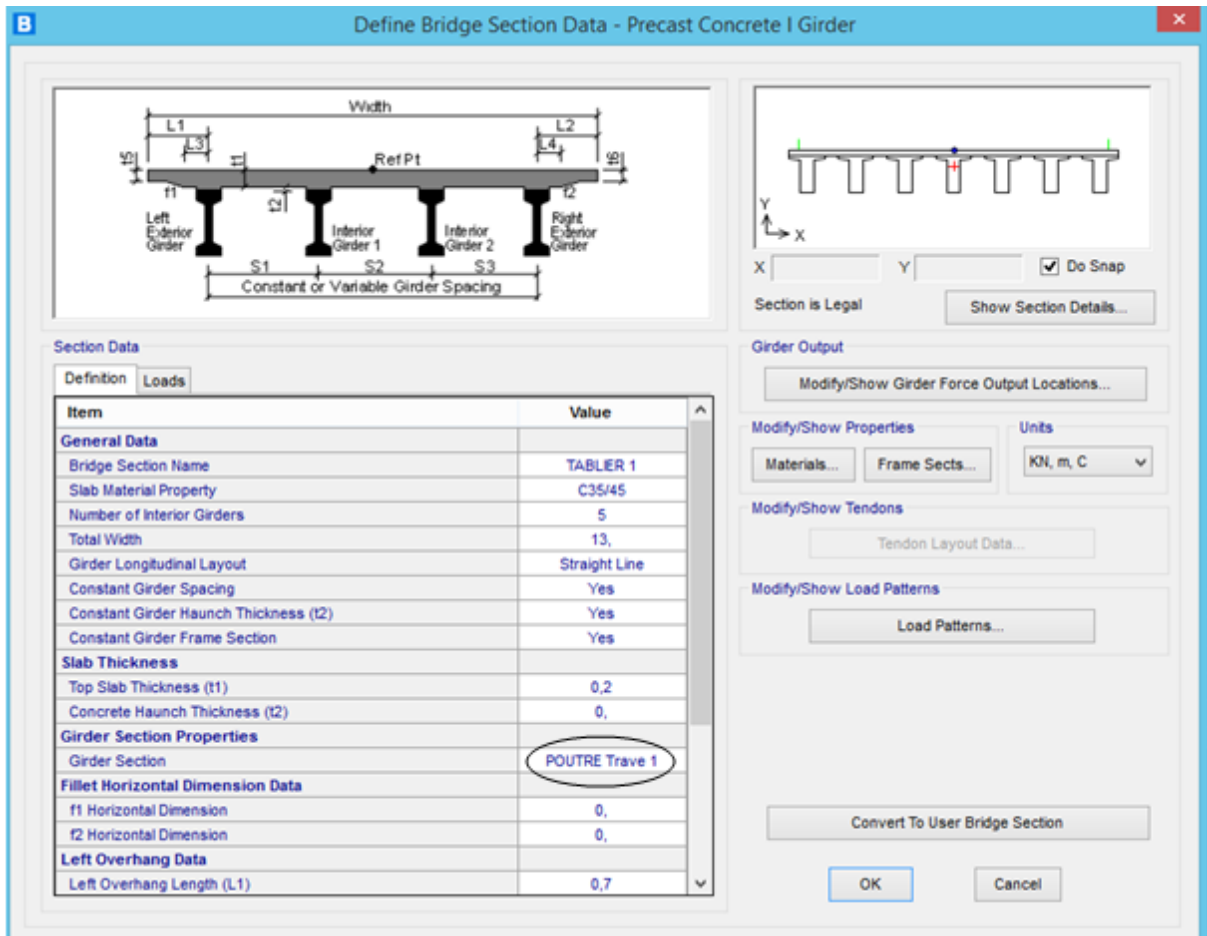 B
Define Bridge Section Data - Precast Concrete I Girder
×
Width
L1
L2
L3
L4
t5
t1
Ref Pt
t6
f1
t2
f2
Left
Exterior
Girder
Interior
Girder 1
Interior
Girder 2
Right
Exterior
Girder
S1
S2
S3
Constant or Variable Girder Spacing
Y
X
X
Y
Do Snap
Section is Legal
Show Section Details...
Section Data
Definition
Loads
Item Value
General Data
Bridge Section Name TABLIER 1
Slab Material Property C35/45
Number of Interior Girders 5
Total Width 13,
Girder Longitudinal Layout Straight Line
Constant Girder Spacing Yes
Constant Girder Haunch Thickness (t2) Yes
Constant Girder Frame Section Yes
Slab Thickness
Top Slab Thickness (t1) 0,2
Concrete Haunch Thickness (t2) 0,
Girder Section Properties
Girder Section POUTRE Trave 1
Fillet Horizontal Dimension Data
f1 Horizontal Dimension 0,
f2 Horizontal Dimension 0,
Left Overhang Data
Left Overhang Length (L1) 0,7
Girder Output
Modify/Show Girder Force Output Locations...
Modify/Show Properties
Materials...
Frame Sects...
Units
KN, m, C
Modify/Show Tendons
Tendon Layout Data...
Modify/Show Load Patterns
Load Patterns...
Convert To User Bridge Section
OK
Cancel